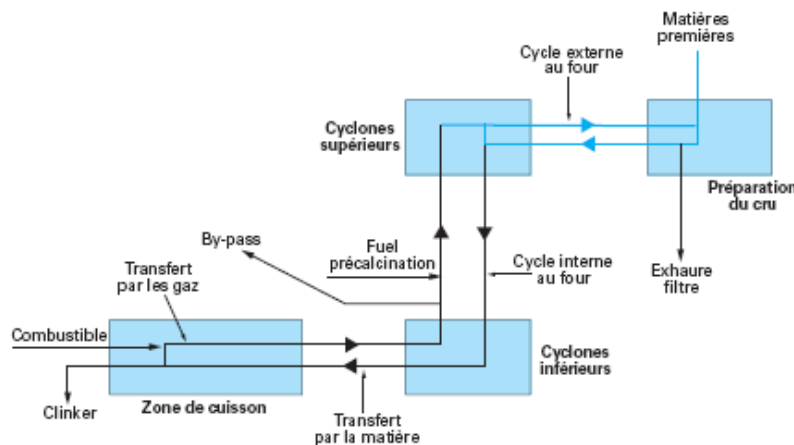 Matières
premières
Cycle externe
au four
Cyclones
supérieurs
Préparation
du cru
By-pass
Fuel
précalcination
Cycle interne
au four
Exhaure
filtre
Transfert
par les gaz
Combustible
Cyclones
inférieurs
Clinker
Zone de cuisson
Transfert
par la matière